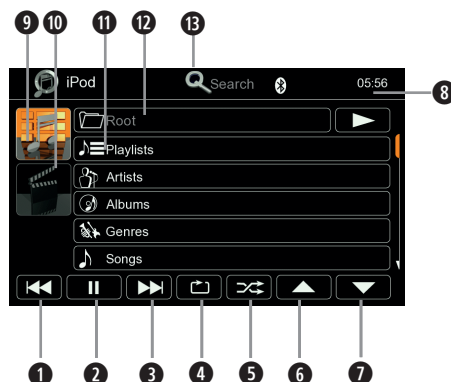 9 10 11 12 13
iPod Search 05:56
8
Root
Playlists
Artists
Albums
Genres
Songs
1 2 3 4 5 6 7